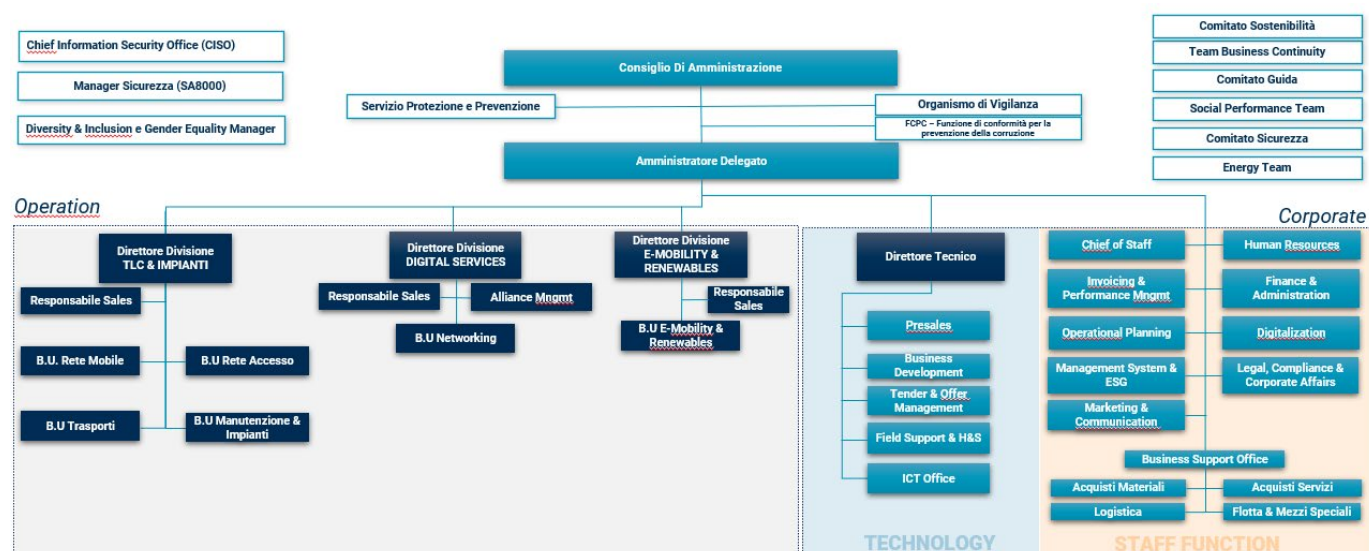 Chief Information Security Office (CISO)
Manager Sicurezza (SA8000)
Diversity & Inclusion e Gender Equality Manager
Consiglio Di Amministrazione
Servizio Protezione e Prevenzione
Organismo di Vigilanza
FCPC – Funzione di conformità per la
prevenzione della corruzione
Amministratore Delegato
Comitato Sostenibilità
Team Business Continuity
Comitato Guida
Social Performance Team
Comitato Sicurezza
Energy Team
Operation
Corporate
Direttore Divisione
TLC & IMPIANTI
Responsabile Sales
B.U. Rete Mobile
B.U Rete Accesso
B.U Trasporti
B.U Manutenzione &
Impianti
Direttore Divisione
DIGITAL SERVICES
Responsabile Sales
Alliance Mngmt
B.U Networking
Direttore Divisione
E-MOBILITY &
RENEWABLES
Responsabile
Sales
B.U E-Mobility &
Renewables
Direttore Tecnico
Presales
Business
Development
Tender & Offer
Management
Field Support & H&S
ICT Office
TECHNOLOGY
Chief of Staff
Human Resources
Invoicing &
Performance Mngmt
Finance &
Administration
Operational Planning
Digitalization
Management System &
ESG
Legal, Compliance &
Corporate Affairs
Marketing &
Communication
Business Support Office
Acquisti Materiali
Acquisti Servizi
Logistica
Flotta & Mezzi Speciali
STAFF FUNCTION